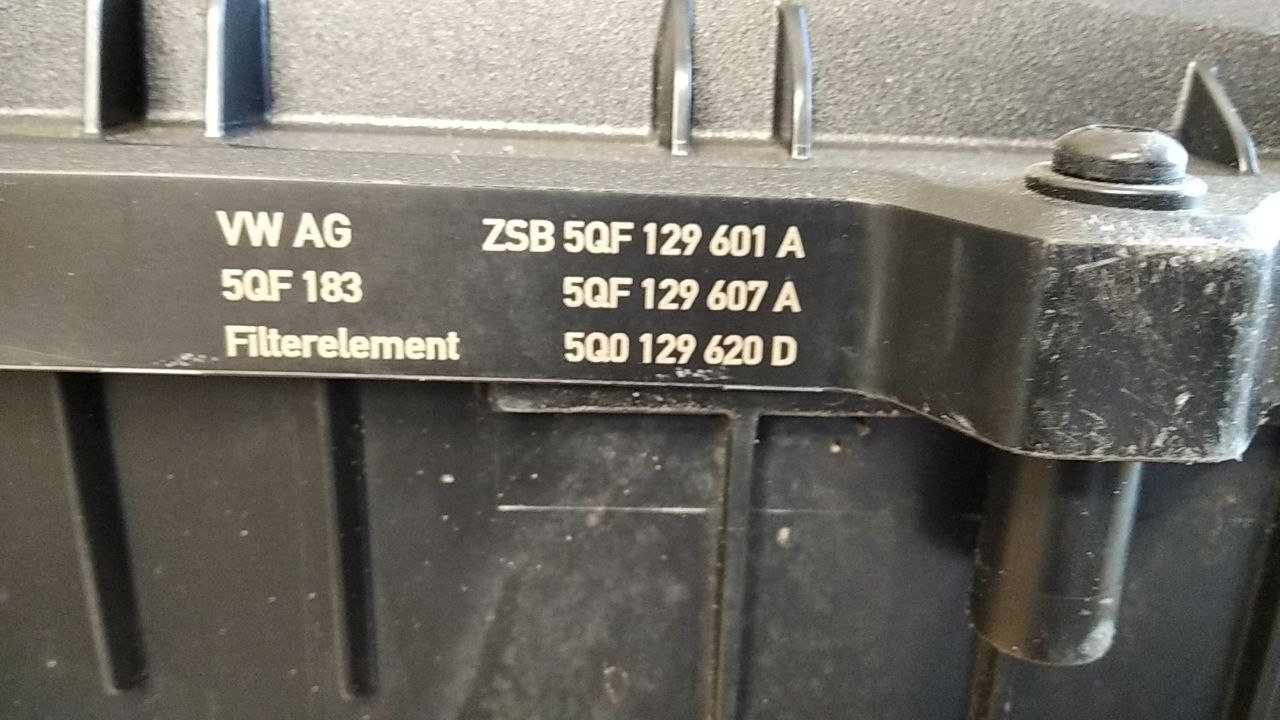 VW AG ZSB 5QF 129 601 A
5QF 183 5QF 129 607 A
Filterelement 5Q0 129 620 D